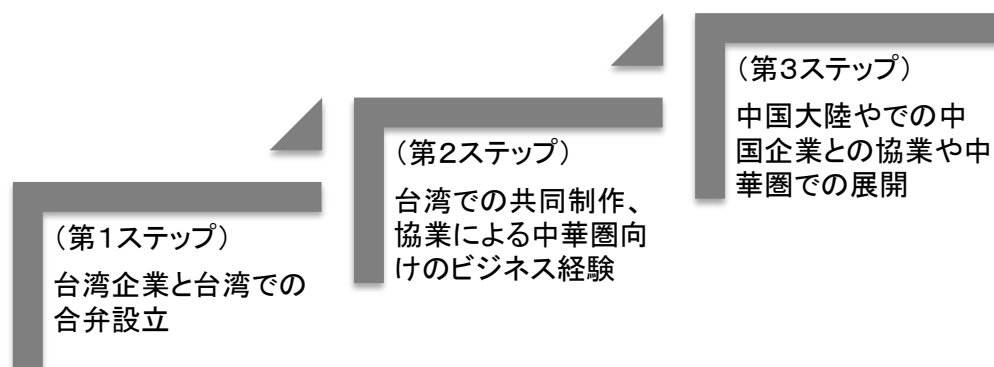 （第１ステップ）
台湾企業と台湾での
合弁設立
（第２ステップ）
台湾での共同制作、
協業による中華圏向
けのビジネス経験
（第３ステップ）
中国大陸やでの中
国企業との協業や中
華圏での展開